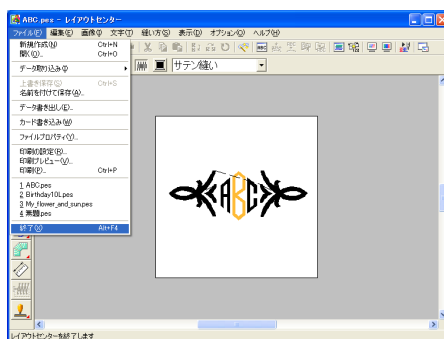 ABC.pes - レイアウトセンター
ファイル(F) 編集(E) 画像(I) 文字(T) 縫い方(S) 表示(D) オプション(O) ヘルプ(H)
新規作成(N) Ctrl+N
開く(O)... Ctrl+O
データ取り込み(I)
上書き保存(S) Ctrl+S
名前を付けて保存(A)...
データ書き出し(E)...
カード書き込み(W)
ファイルプロパティ(Y)...
印刷の設定(R)...
印刷プレビュー(V)...
印刷(P)... Ctrl+P
1 ABC.pes
2 Birthday10L.pes
3 My_flower_and_sun.pes
4 無題.pes
終了(X) Alt+F4
サテン縫い
ABC
レイアウトセンターを終了します